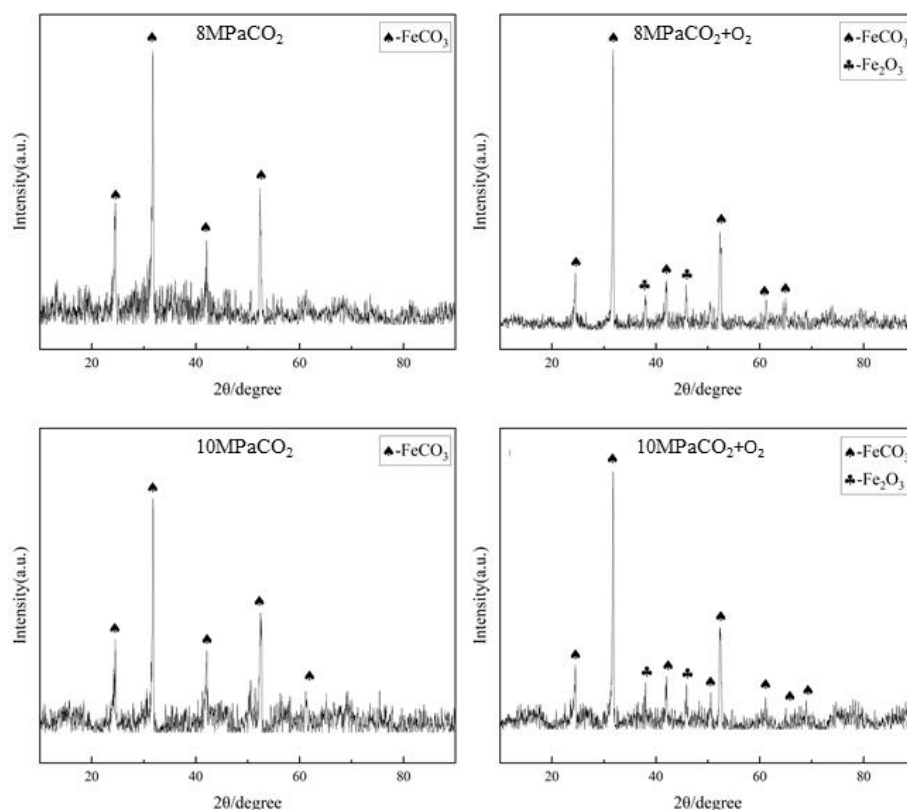 8MPaCO₂
♠-FeCO₃
Intensity(a.u.)
20 40 60 80
2θ/degree
8MPaCO₂+O₂
♠-FeCO₃
♣-Fe₂O₃
Intensity(a.u.)
20 40 60 80
2θ/degree
10MPaCO₂
♠-FeCO₃
Intensity(a.u.)
20 40 60 80
2θ/degree
10MPaCO₂+O₂
♠-FeCO₃
♣-Fe₂O₃
Intensity(a.u.)
20 40 60 80
2θ/degree